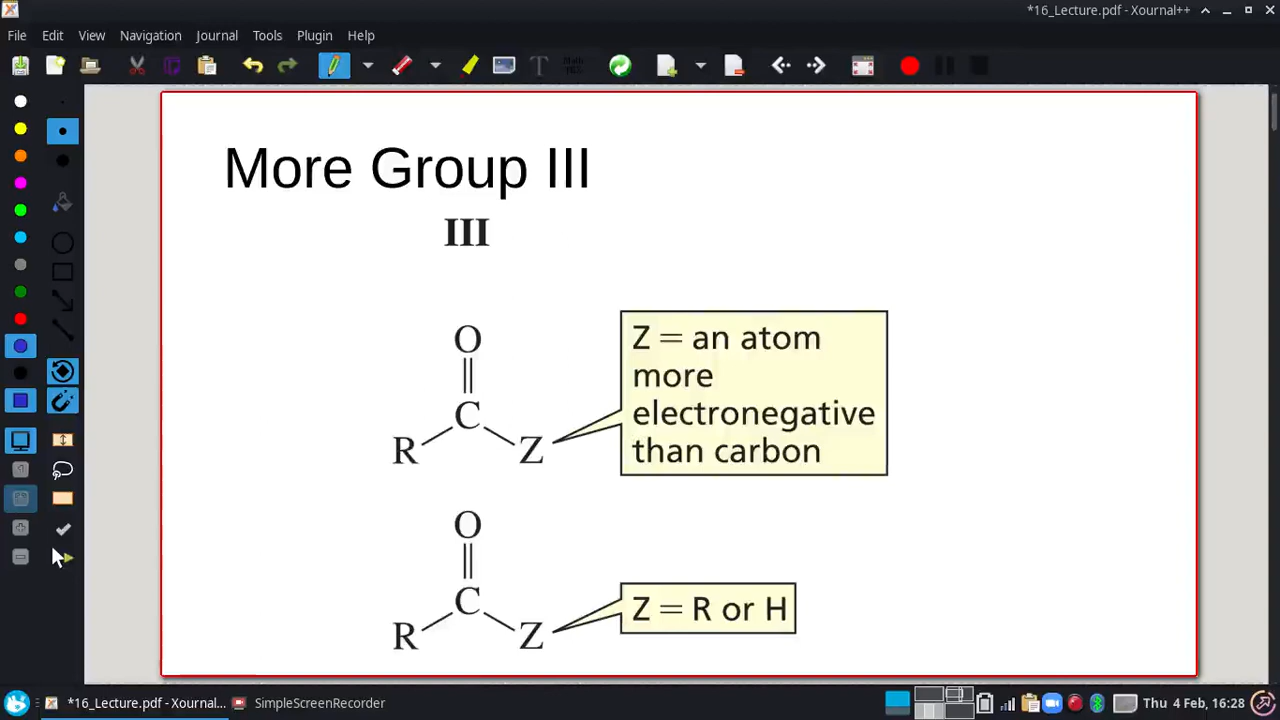 *16_Lecture.pdf - Xournal++
File Edit View Navigation Journal Tools Plugin Help
T
More Group III
III
O
C
R Z
Z = an atom
more
electronegative
than carbon
O
C
R Z
Z = R or H
*16_Lecture.pdf - Xournal...
SimpleScreenRecorder
Thu 4 Feb, 16:28